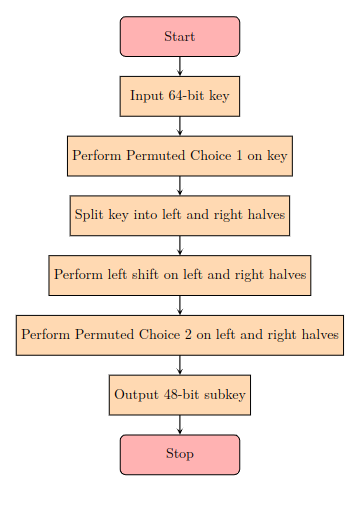 Start
Input 64-bit key
Perform Permuted Choice 1 on key
Split key into left and right halves
Perform left shift on left and right halves
Perform Permuted Choice 2 on left and right halves
Output 48-bit subkey
Stop